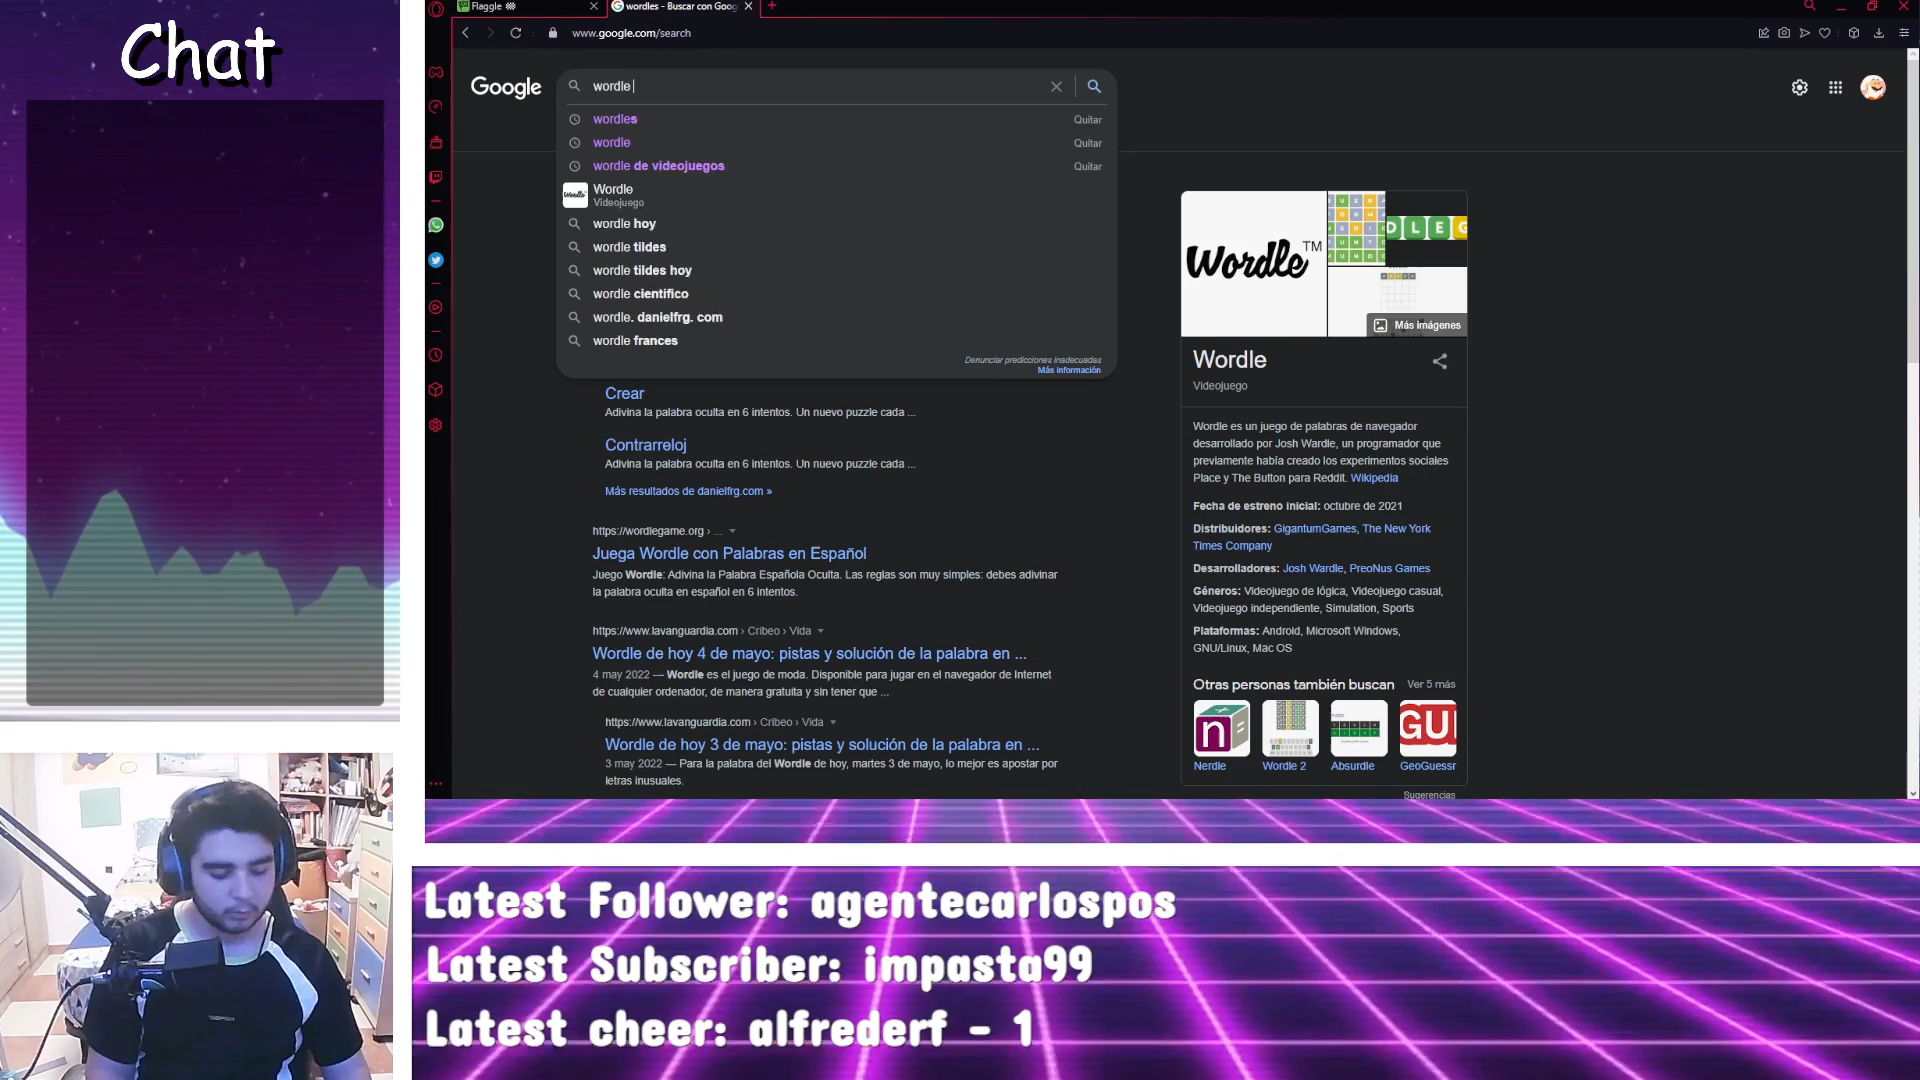 Chat
Flaggle
wordles - Buscar con Goog
www.google.com/search
Google
wordle
wordles
Quitar
wordle
Quitar
wordle de videojuegos
Quitar
Wordle
Videojuego
wordle hoy
wordle tildes
wordle tildes hoy
wordle cientifico
wordle. danielfrg. com
wordle frances
Denunciar predicciones inadecuadas
Más información
Crear
Adivina la palabra oculta en 6 intentos. Un nuevo puzzle cada ...
Contrarreloj
Adivina la palabra oculta en 6 intentos. Un nuevo puzzle cada ...
Más resultados de danielfrg.com »
https://wordlegame.org › ...
Juega Wordle con Palabras en Español
Juego Wordle: Adivina la Palabra Española Oculta. Las reglas son muy simples: debes adivinar
la palabra oculta en español en 6 intentos.
https://www.lavanguardia.com › Cribeo › Vida
Wordle de hoy 4 de mayo: pistas y solución de la palabra en ...
4 may 2022 — Wordle es el juego de moda. Disponible para jugar en el navegador de Internet
de cualquier ordenador, de manera gratuita y sin tener que ...
https://www.lavanguardia.com › Cribeo › Vida
Wordle de hoy 3 de mayo: pistas y solución de la palabra en ...
3 may 2022 — Para la palabra del Wordle de hoy, martes 3 de mayo, lo mejor es apostar por
letras inusuales.
Wordle™
DLEG
Más imágenes
Wordle
Videojuego
Wordle es un juego de palabras de navegador
desarrollado por Josh Wardle, un programador que
previamente había creado los experimentos sociales
Place y The Button para Reddit. Wikipedia
Fecha de estreno inicial: octubre de 2021
Distribuidores: GigantumGames, The New York
Times Company
Desarrolladores: Josh Wardle, PreoNus Games
Géneros: Videojuego de lógica, Videojuego casual,
Videojuego independiente, Simulation, Sports
Plataformas: Android, Microsoft Windows,
GNU/Linux, Mac OS
Otras personas también buscan
Ver 5 más
n
GUI
Nerdle
Wordle 2
Absurdle
GeoGuessr
Sugerencias
Latest Follower: agentecarlospos
Latest Subscriber: impasta99
Latest cheer: alfrederf - 1